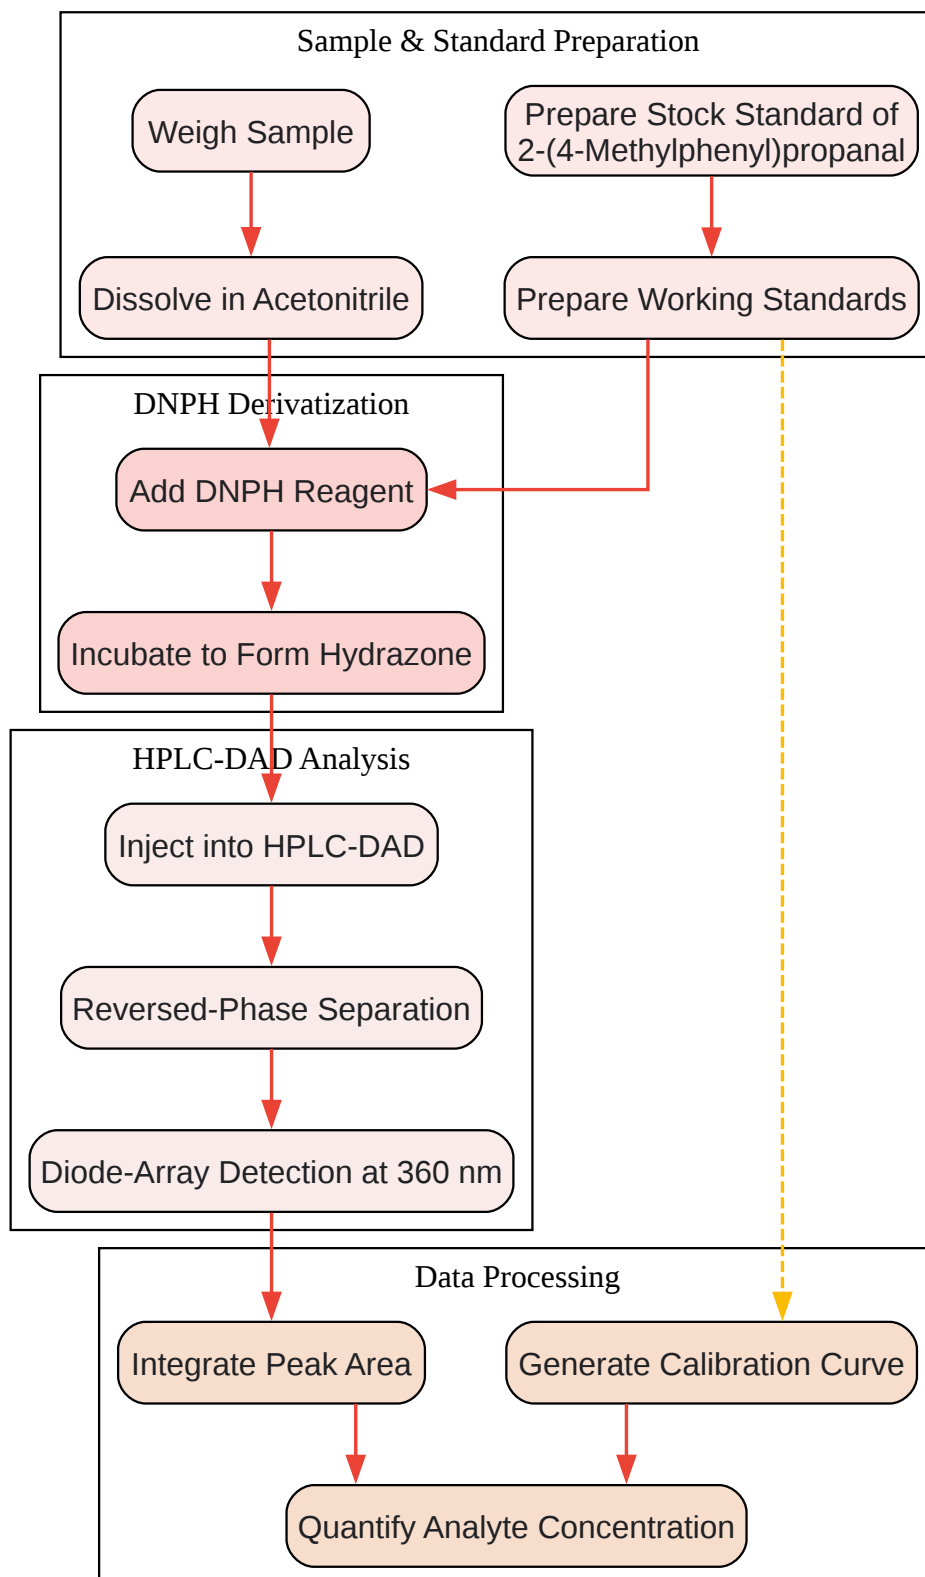 Sample & Standard Preparation
Weigh Sample
Prepare Stock Standard of
2-(4-Methylphenyl)propanal
Dissolve in Acetonitrile
Prepare Working Standards
DNPH Derivatization
Add DNPH Reagent
Incubate to Form Hydrazone
HPLC-DAD Analysis
Inject into HPLC-DAD
Reversed-Phase Separation
Diode-Array Detection at 360 nm
Data Processing
Integrate Peak Area
Generate Calibration Curve
Quantify Analyte Concentration